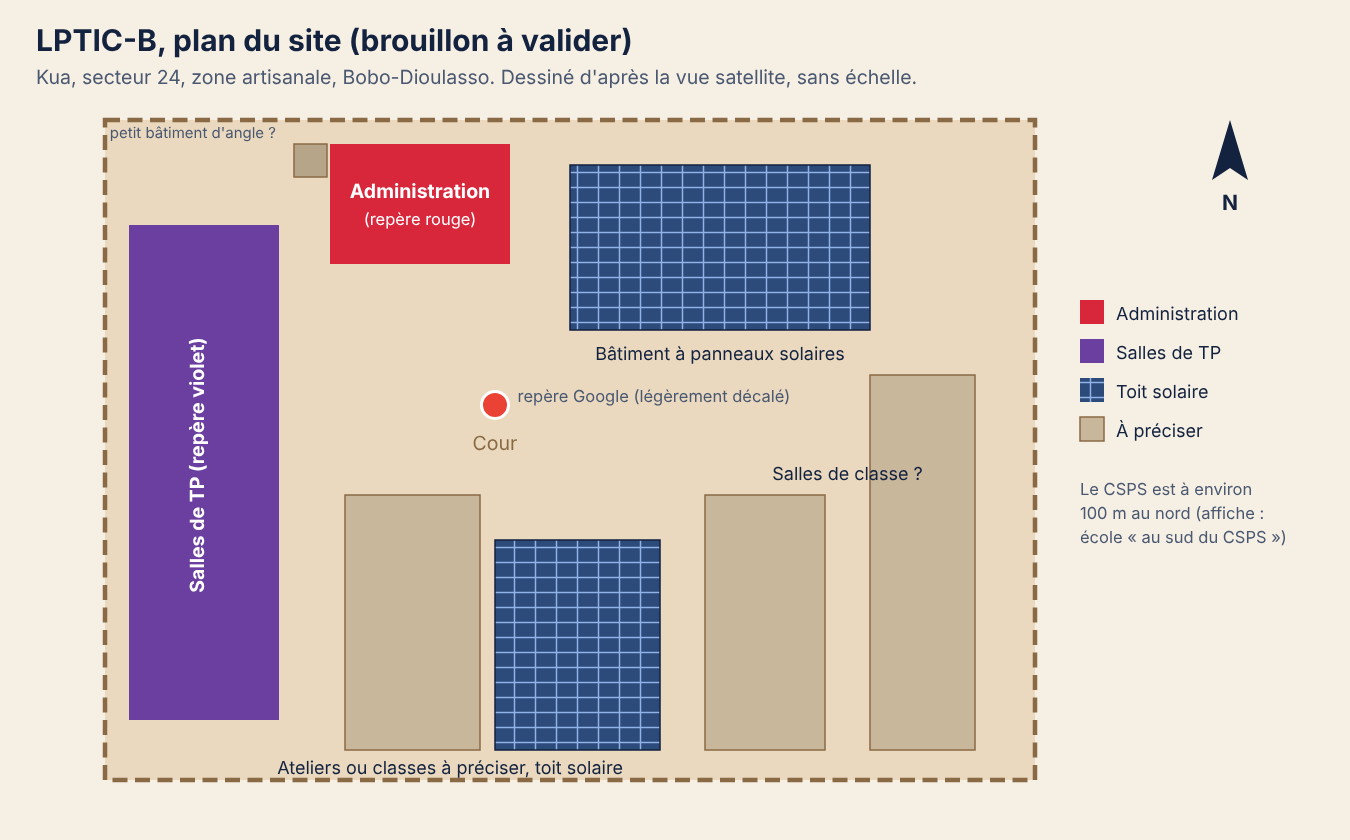 LPTIC-B, plan du site (brouillon à valider)
Kua, secteur 24, zone artisanale, Bobo-Dioulasso. Dessiné d'après la vue satellite, sans échelle.
petit bâtiment d'angle ?
Administration
(repère rouge)
N
Salles de TP (repère violet)
Bâtiment à panneaux solaires
repère Google (légèrement décalé)
Cour
Salles de classe ?
Ateliers ou classes à préciser, toit solaire
Administration
Salles de TP
Toit solaire
À préciser
Le CSPS est à environ
100 m au nord (affiche :
école « au sud du CSPS »)